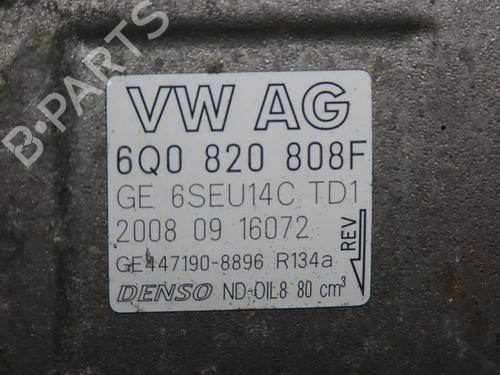 B-PARTS
VW AG
6Q0 820 808F
GE 6SEU14C TD1
2008 09 16072
GE447190-8896 R134a
REV
DENSO ND-OIL8 80 cm³